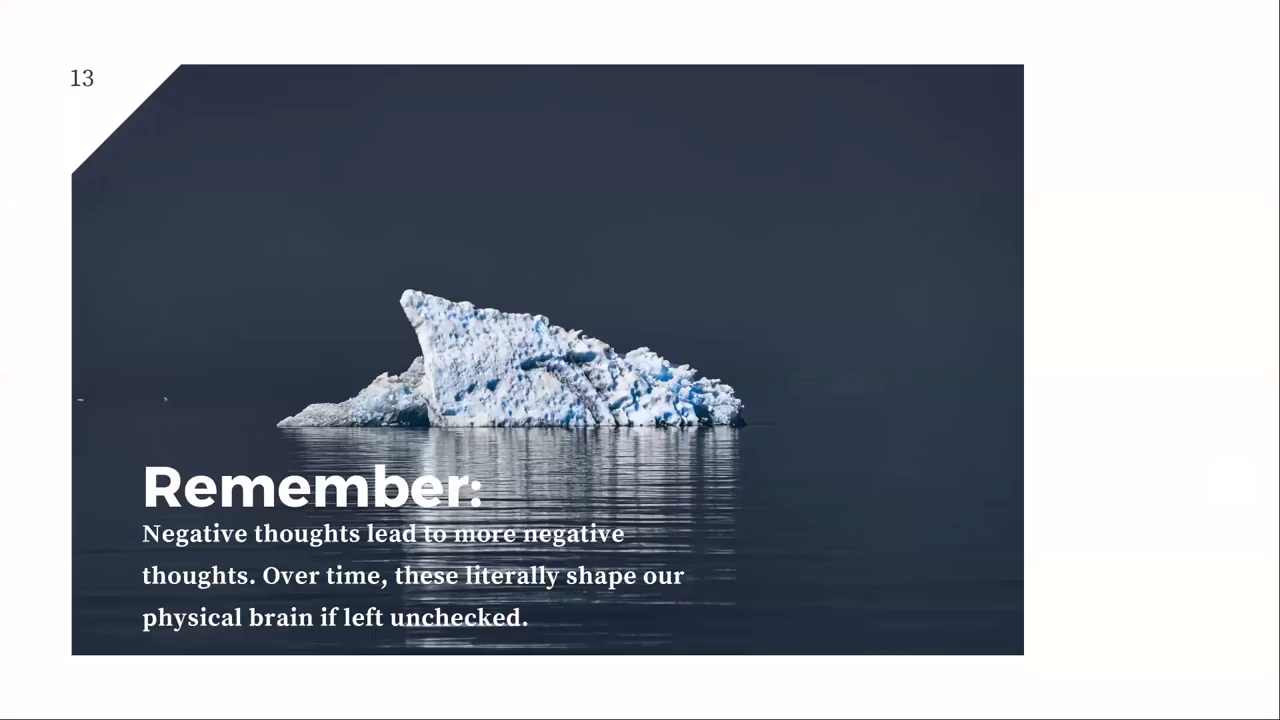 13
Remember:
Negative thoughts lead to more negative
thoughts. Over time, these literally shape our
physical brain if left unchecked.